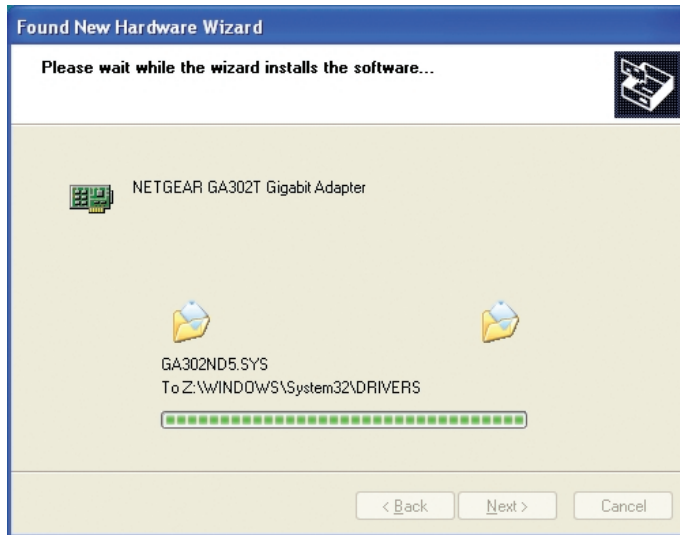 Found New Hardware Wizard
Please wait while the wizard installs the software...
NETGEAR GA302T Gigabit Adapter
GA302ND5.SYS
To Z:\WINDOWS\System32\DRIVERS
< Back
Next >
Cancel